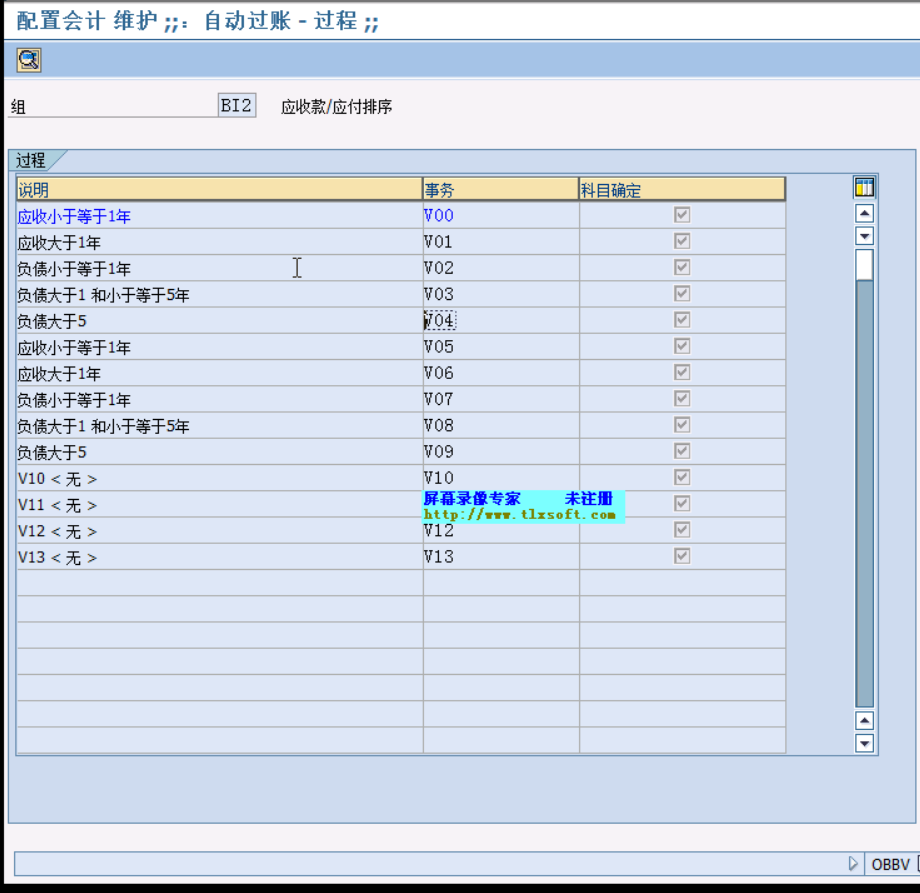 配置会计 维护 ;;: 自动过账 - 过程 ;;
组 BI2 应收款/应付排序
过程
说明 事务 科目确定
应收小于等于1年 V00
应收大于1年 V01
负债小于等于1年 V02
负债大于1 和小于等于5年 V03
负债大于5 V04
应收小于等于1年 V05
应收大于1年 V06
负债小于等于1年 V07
负债大于1 和小于等于5年 V08
负债大于5 V09
V10 < 无 > V10
V11 < 无 >
屏幕录像专家 未注册
http://www.tlxsoft.com
V12 < 无 > V12
V13 < 无 > V13
OBBV